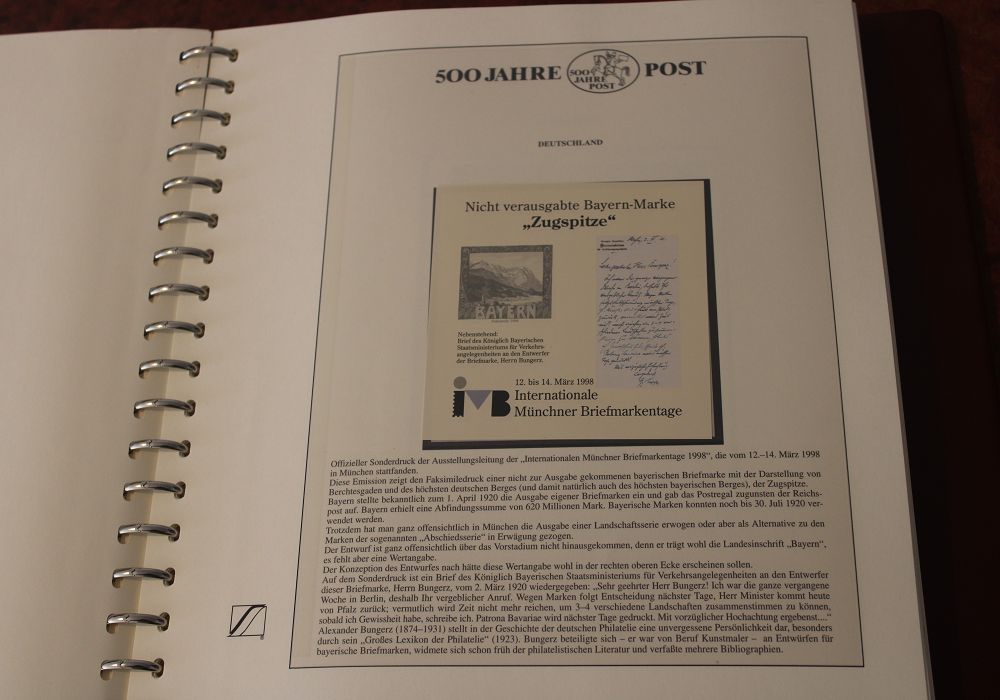 500 JAHRE
500
JAHRE
POST
POST
DEUTSCHLAND
Nicht verausgabte Bayern-Marke
„Zugspitze“
BAYERN
Nebenstehend:
Brief des Königlich Bayerischen
Staatsministeriums für Verkehrs-
angelegenheiten an den Entwerfer
der Briefmarke, Herrn Bungerz.
12. bis 14. März 1998
iMB Internationale
Münchner Briefmarkentage
Offizieller Sonderdruck der Ausstellungsleitung der „Internationalen Münchner Briefmarkentage 1998“, die vom 12.–14. März 1998
in München stattfanden.
Diese Emission zeigt den Faksimiledruck einer nicht zur Ausgabe gekommenen bayerischen Briefmarke mit der Darstellung von
Berchtesgaden und des höchsten deutschen Berges (und damit natürlich auch des höchsten bayerischen Berges), der Zugspitze.
Bayern stellte bekanntlich zum 1. April 1920 die Ausgabe eigener Briefmarken ein und gab das Postregal zugunsten der Reichs-
post auf. Bayern erhielt eine Abfindungssumme von 620 Millionen Mark. Bayerische Marken konnten noch bis 30. Juli 1920 ver-
wendet werden.
Trotzdem hat man ganz offensichtlich in München die Ausgabe einer Landschaftsserie erwogen oder aber als Alternative zu den
Marken der sogenannten „Abschiedsserie“ in Erwägung gezogen.
Der Entwurf ist ganz offensichtlich über das Vorstadium nicht hinausgekommen, denn er trägt wohl die Landesinschrift „Bayern“,
es fehlt aber eine Wertangabe.
Der Konzeption des Entwurfes nach hätte diese Wertangabe wohl in der rechten oberen Ecke erscheinen sollen.
Auf dem Sonderdruck ist ein Brief des Königlich Bayerischen Staatsministeriums für Verkehrsangelegenheiten an den Entwerfer
dieser Briefmarke, Herrn Bungerz, vom 2. März 1920 wiedergegeben: „Sehr geehrter Herr Bungerz! Ich war die ganze vergangene
Woche in Berlin, deshalb Ihr vergeblicher Anruf. Wegen Marken folgt Entscheidung nächster Tage, Herr Minister kommt heute
von Pfalz zurück; vermutlich wird Zeit nicht mehr reichen, um 3–4 verschiedene Landschaften zusammenstimmen zu können,
sobald ich Gewissheit habe, schreibe ich. Patrona Bavariae wird nächster Tage gedruckt. Mit vorzüglicher Hochachtung ergebenst....“
Alexander Bungerz (1874–1931) stellt in der Geschichte der deutschen Philatelie eine unvergessene Persönlichkeit dar, besonders
durch sein „Großes Lexikon der Philatelie“ (1923). Bungerz beteiligte sich – er war von Beruf Kunstmaler – an Entwürfen für
bayerische Briefmarken, widmete sich schon früh der philatelistischen Literatur und verfaßte mehrere Bibliographien.